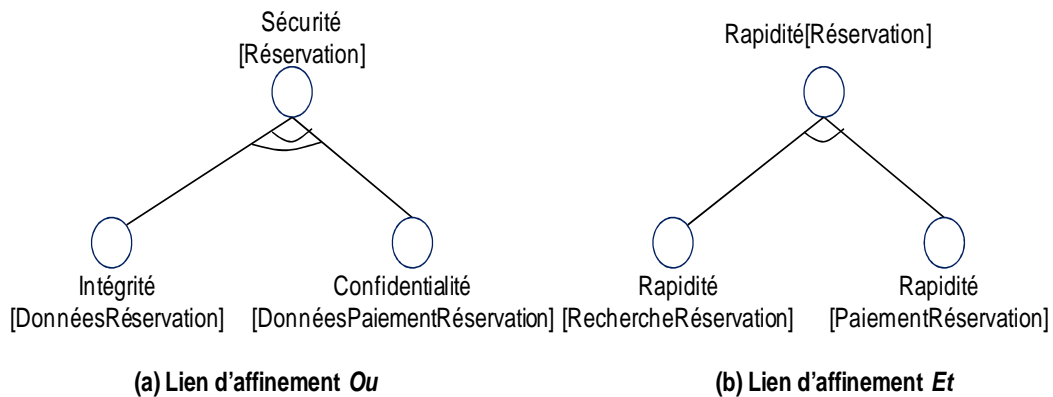 Sécurité
[Réservation]
Intégrité
[DonnéesRéservation]
Confidentialité
[DonnéesPaiementRéservation]
(a) Lien d'affinement Ou
Rapidité[Réservation]
Rapidité
[RechercheRéservation]
Rapidité
[PaiementRéservation]
(b) Lien d'affinement Et